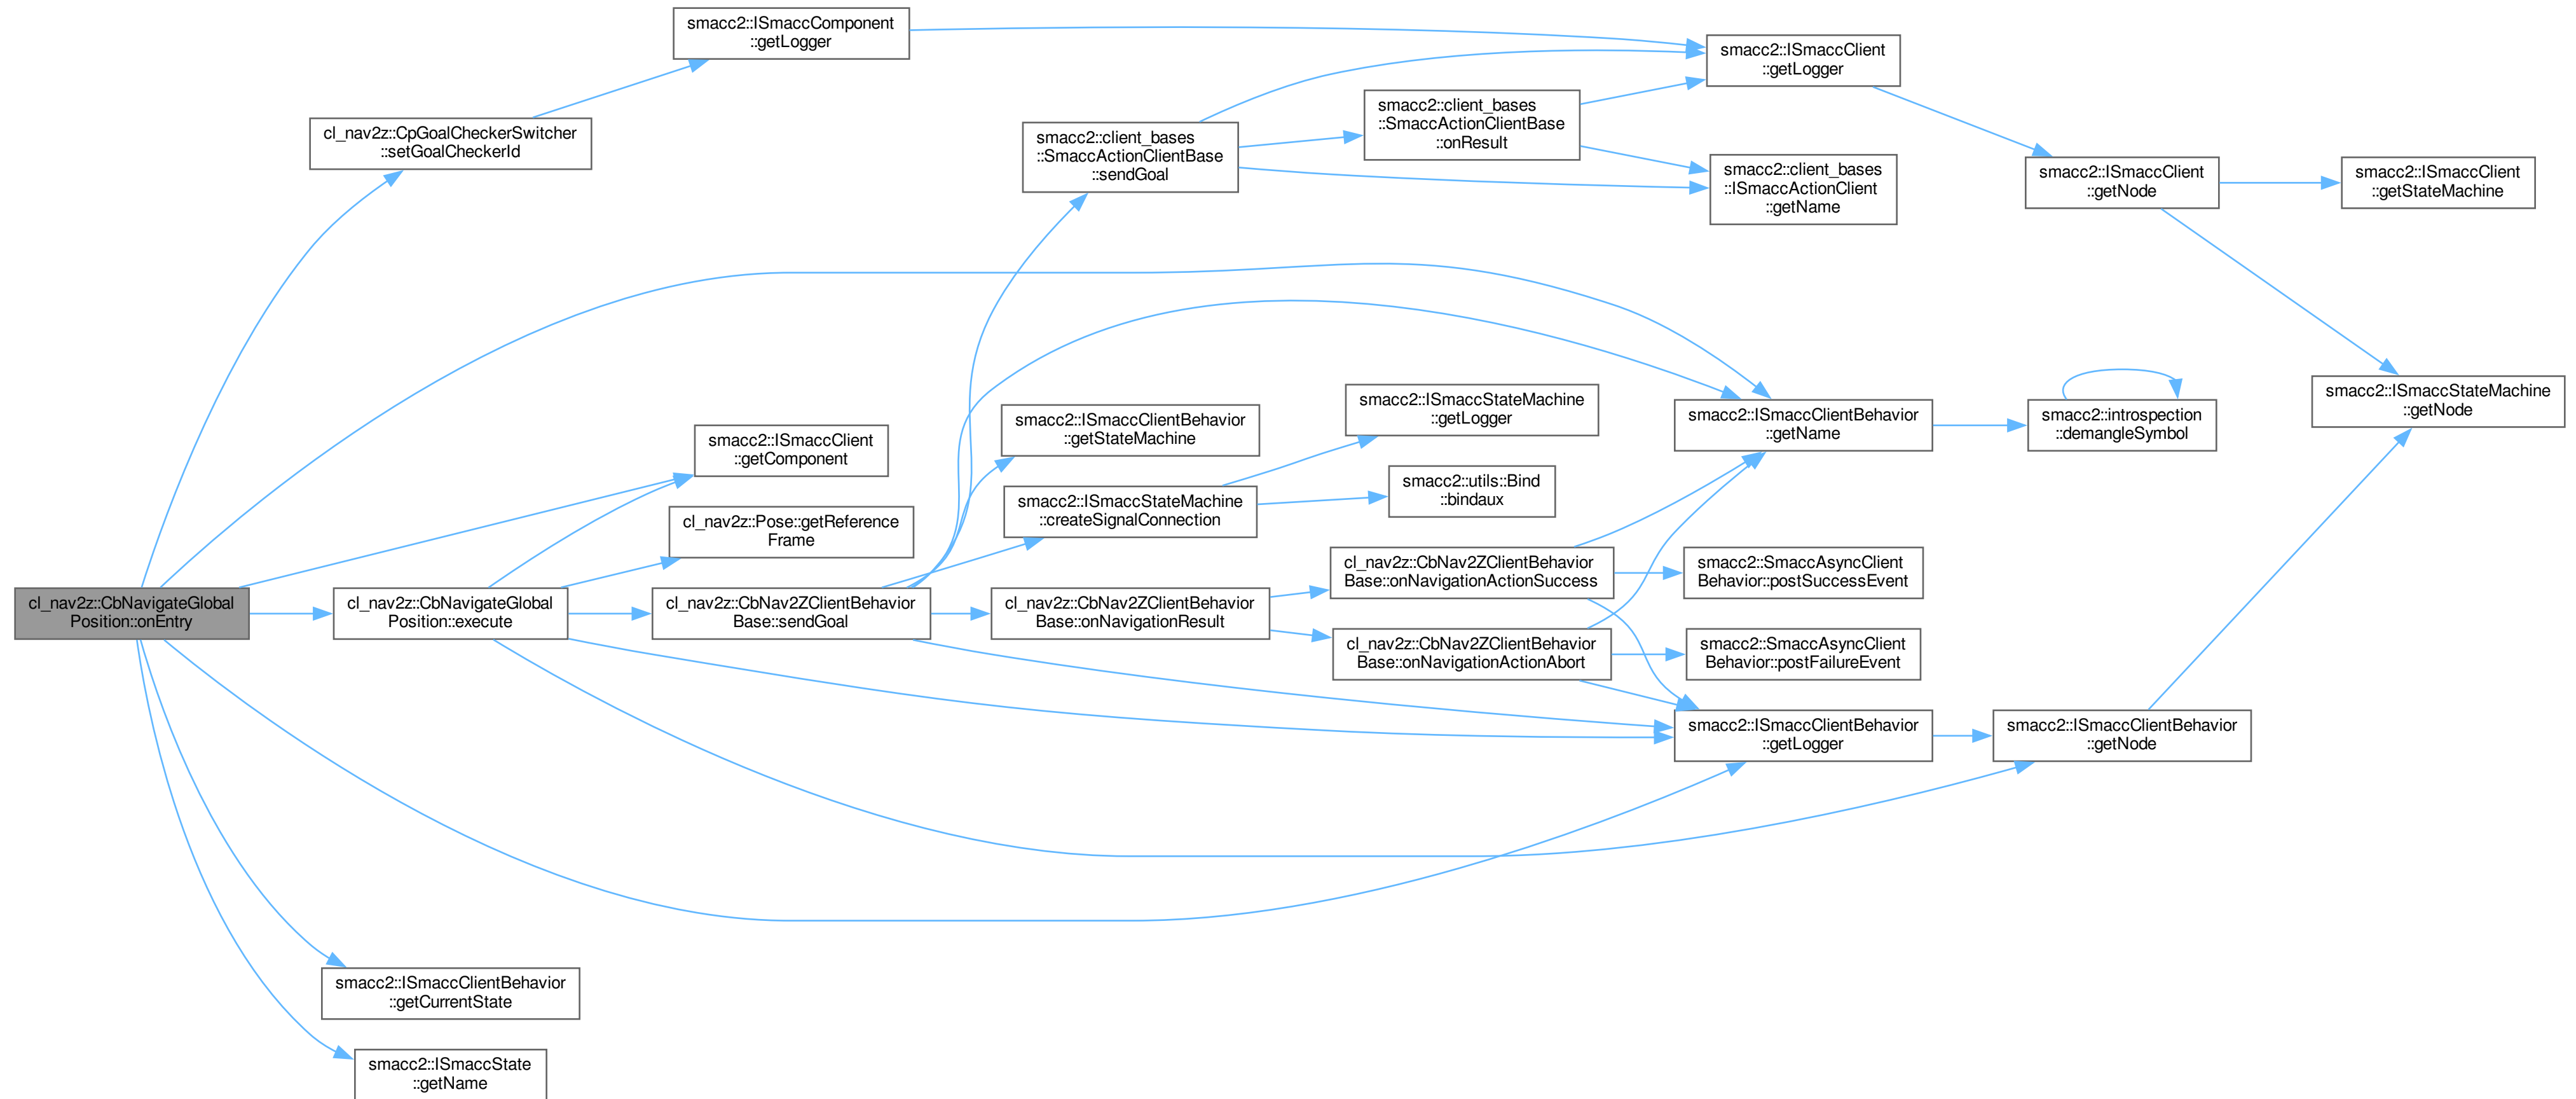 smacc2::ISmaccComponent
::getLogger
smacc2::ISmaccClient
::getLogger
smacc2::client_bases
::SmaccActionClientBase
::onResult
cl_nav2z::CpGoalCheckerSwitcher
::setGoalCheckerId
smacc2::client_bases
::SmaccActionClientBase
::sendGoal
smacc2::client_bases
::ISmaccActionClient
::getName
smacc2::ISmaccClient
::getNode
smacc2::ISmaccClient
::getStateMachine
smacc2::ISmaccStateMachine
::getNode
smacc2::ISmaccStateMachine
::getLogger
smacc2::ISmaccClientBehavior
::getStateMachine
smacc2::ISmaccClientBehavior
::getName
smacc2::introspection
::demangleSymbol
smacc2::ISmaccClient
::getComponent
smacc2::utils::Bind
::bindaux
smacc2::ISmaccStateMachine
::createSignalConnection
cl_nav2z::Pose::getReference
Frame
cl_nav2z::CbNav2ZClientBehavior
Base::onNavigationActionSuccess
smacc2::SmaccAsyncClient
Behavior::postSuccessEvent
cl_nav2z::CbNavigateGlobal
Position::onEntry
cl_nav2z::CbNavigateGlobal
Position::execute
cl_nav2z::CbNav2ZClientBehavior
Base::sendGoal
cl_nav2z::CbNav2ZClientBehavior
Base::onNavigationResult
cl_nav2z::CbNav2ZClientBehavior
Base::onNavigationActionAbort
smacc2::SmaccAsyncClient
Behavior::postFailureEvent
smacc2::ISmaccClientBehavior
::getLogger
smacc2::ISmaccClientBehavior
::getNode
smacc2::ISmaccClientBehavior
::getCurrentState
smacc2::ISmaccState
::getName